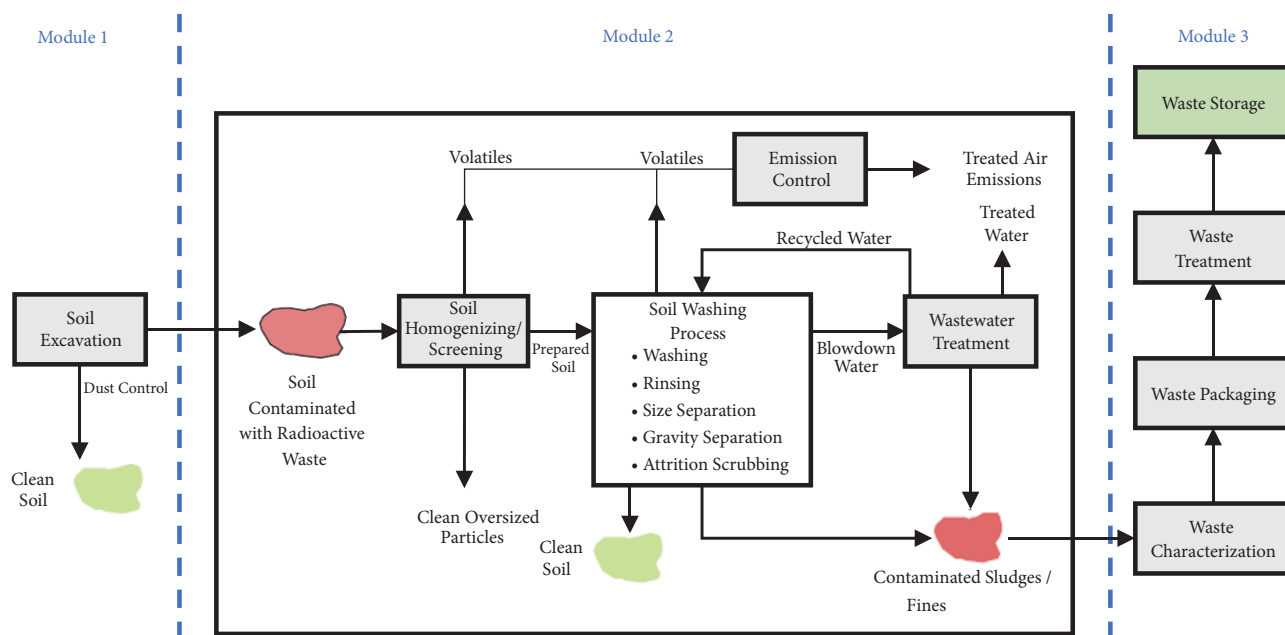 Module 1
Module 2
Module 3
Soil
Excavation
Dust Control
Clean
Soil
Soil
Contaminated
with Radioactive
Waste
Volatiles
Volatiles
Emission
Control
Treated Air
Emissions
Treated
Water
Recycled Water
Soil
Homogenizing/
Screening
Prepared
Soil
Soil Washing
Process
• Washing
• Rinsing
• Size Separation
• Gravity Separation
• Attrition Scrubbing
Blowdown
Water
Wastewater
Treatment
Clean Oversized
Particles
Clean
Soil
Contaminated Sludges /
Fines
Waste Storage
Waste
Treatment
Waste Packaging
Waste
Characterization